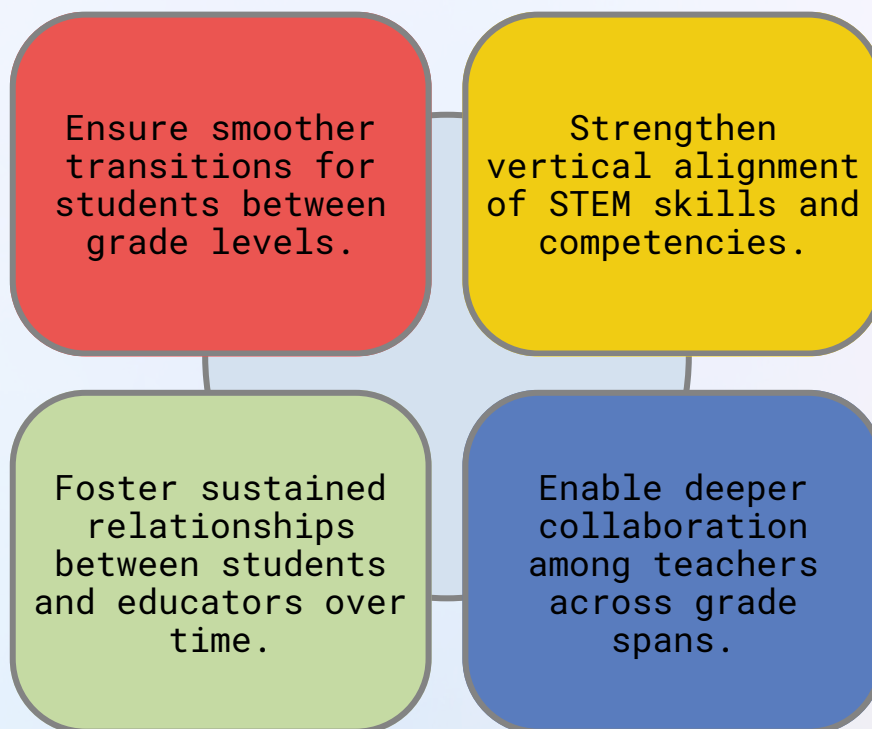 Ensure smoother
transitions for
students between
grade levels.
Strengthen
vertical alignment
of STEM skills and
competencies.
Foster sustained
relationships
between students
and educators over
time.
Enable deeper
collaboration
among teachers
across grade
spans.